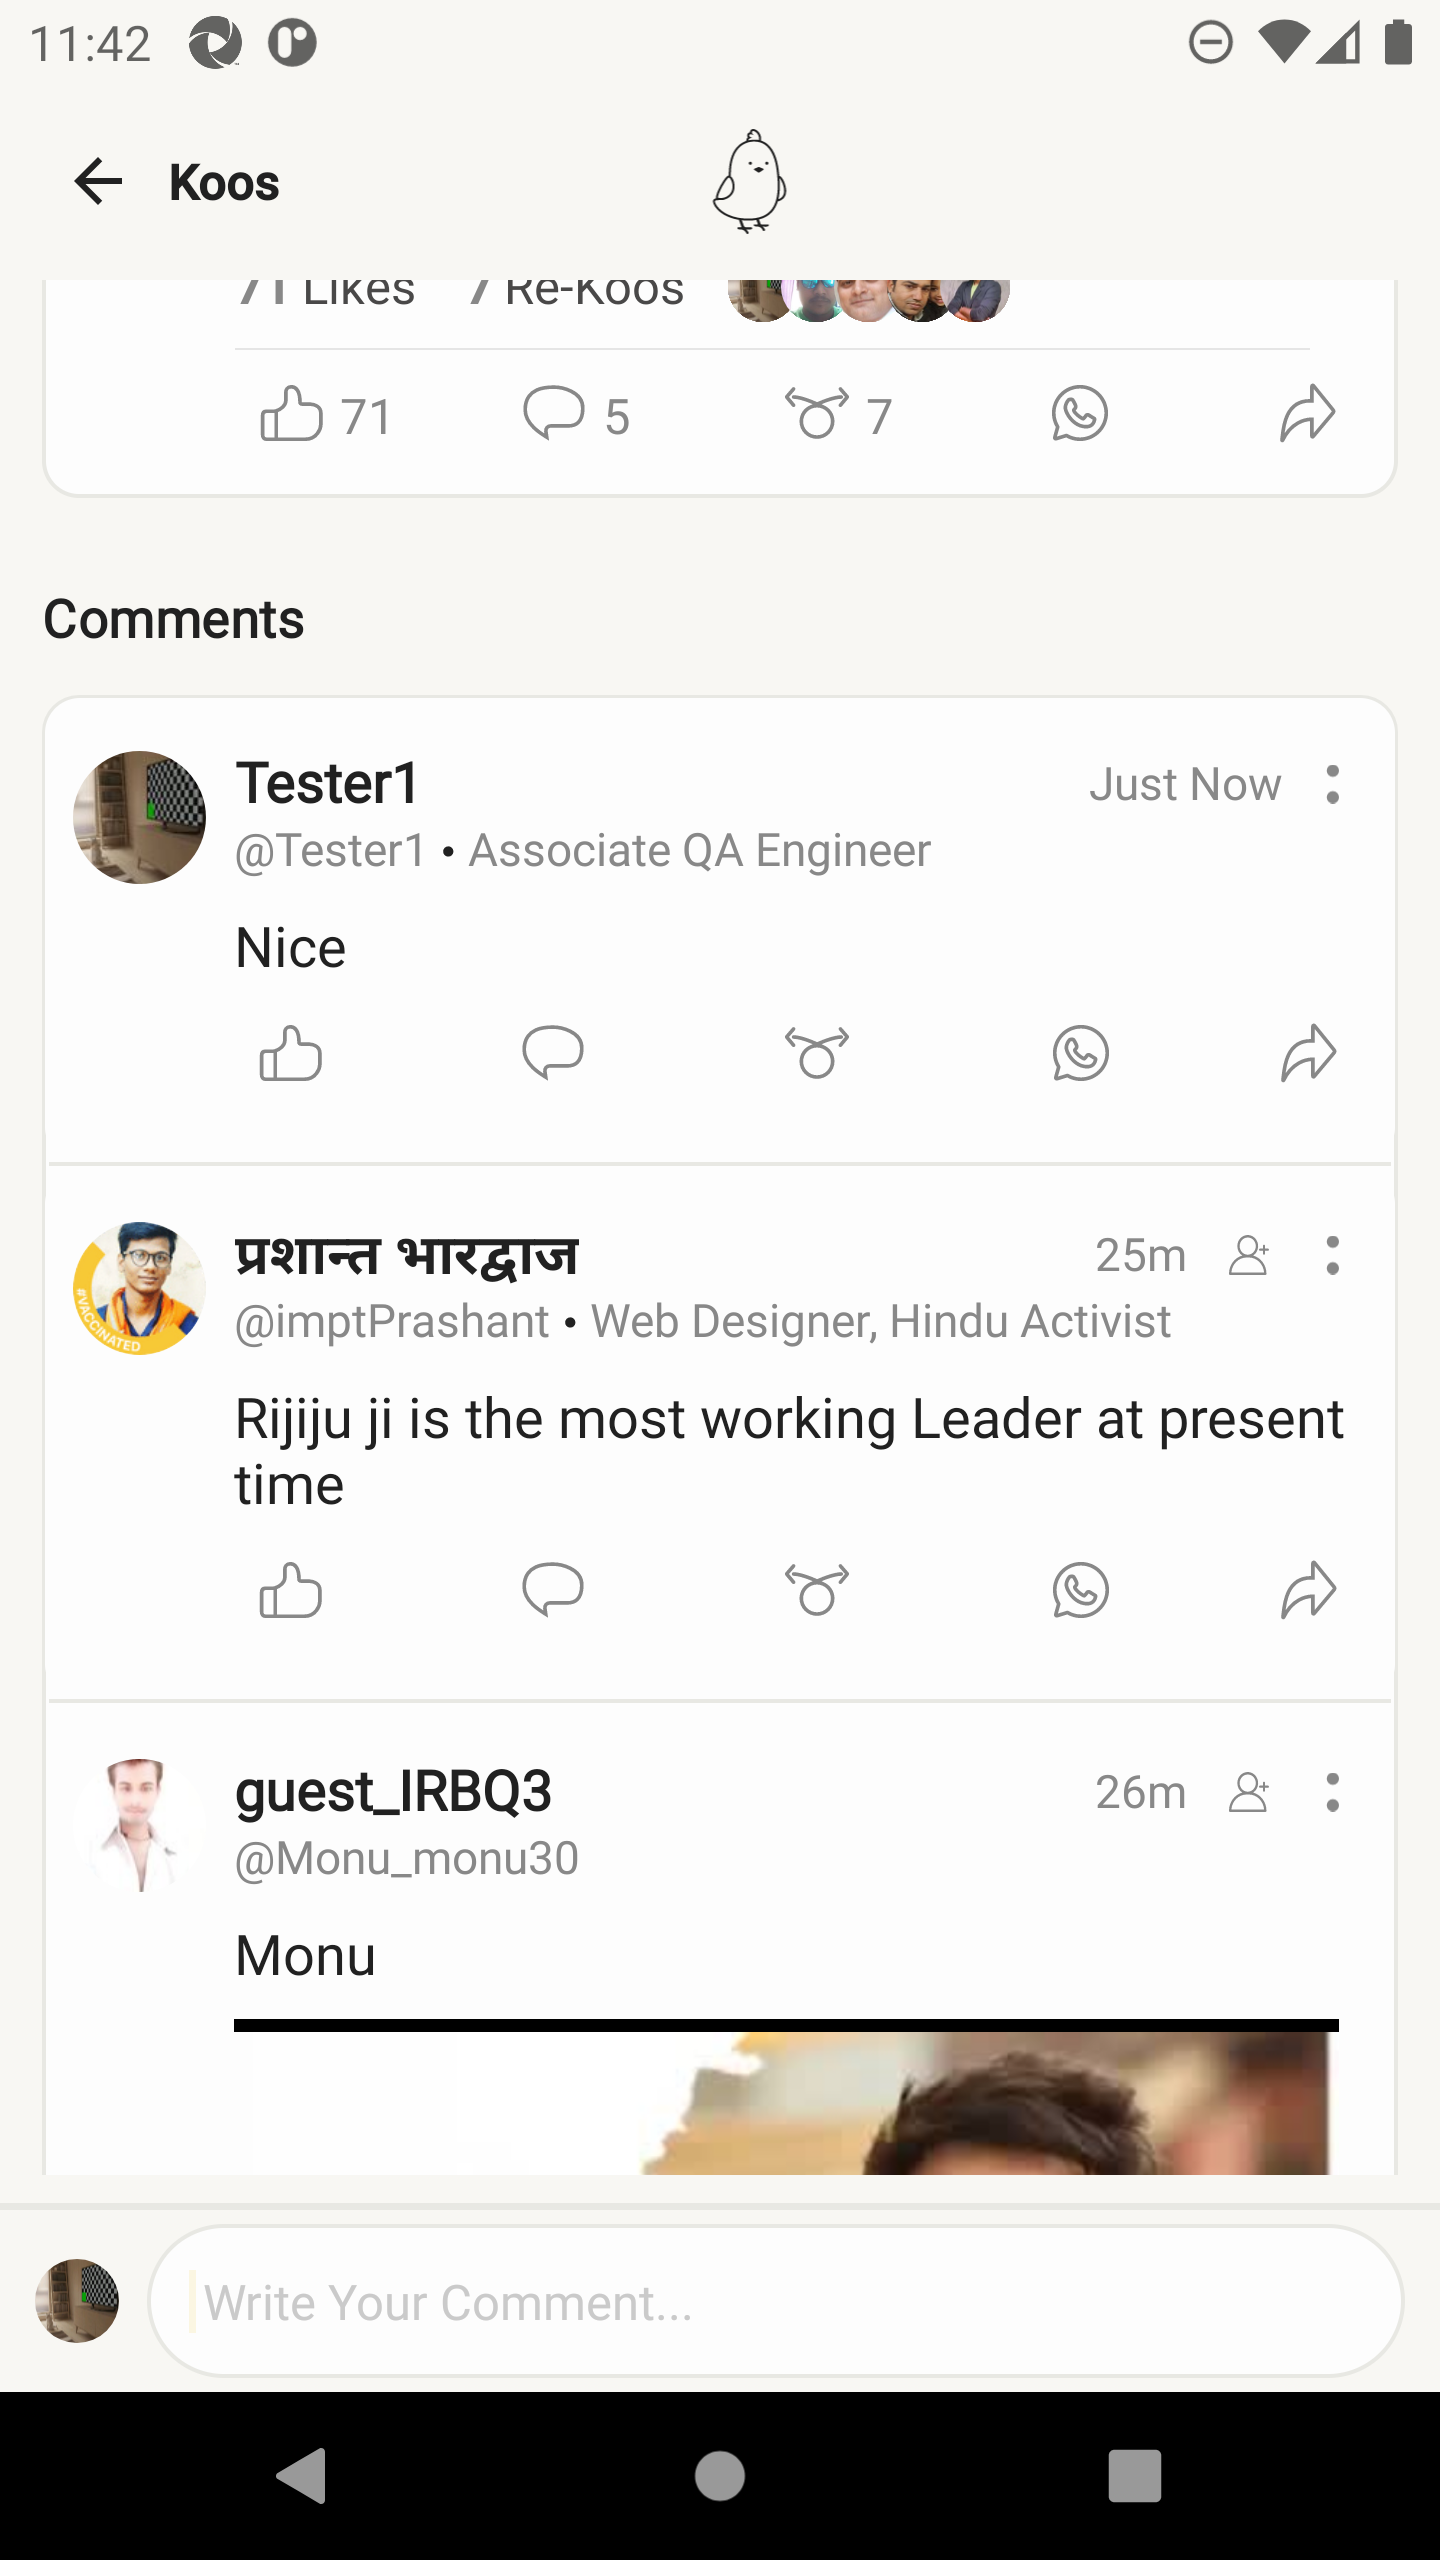 11:42
Koos
71 Likes 7 Re-Koos
71 5 7
Comments
Tester1 Just Now
@Tester1 • Associate QA Engineer
Nice
प्रशान्त भारद्वाज 25m
@imptPrashant • Web Designer, Hindu Activist
#VACCINATED
Rijiju ji is the most working Leader at present
time
guest_IRBQ3 26m
@Monu_monu30
Monu
Write Your Comment...